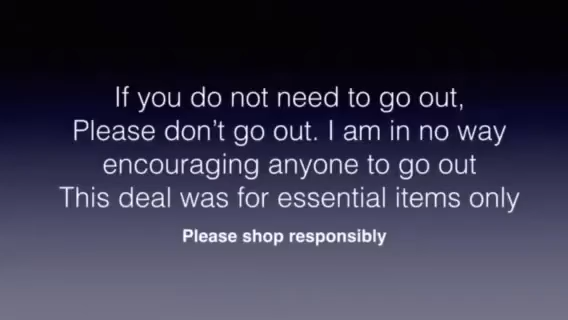 If you do not need to go out,
Please don't go out. I am in no way
encouraging anyone to go out
This deal was for essential items only
Please shop responsibly